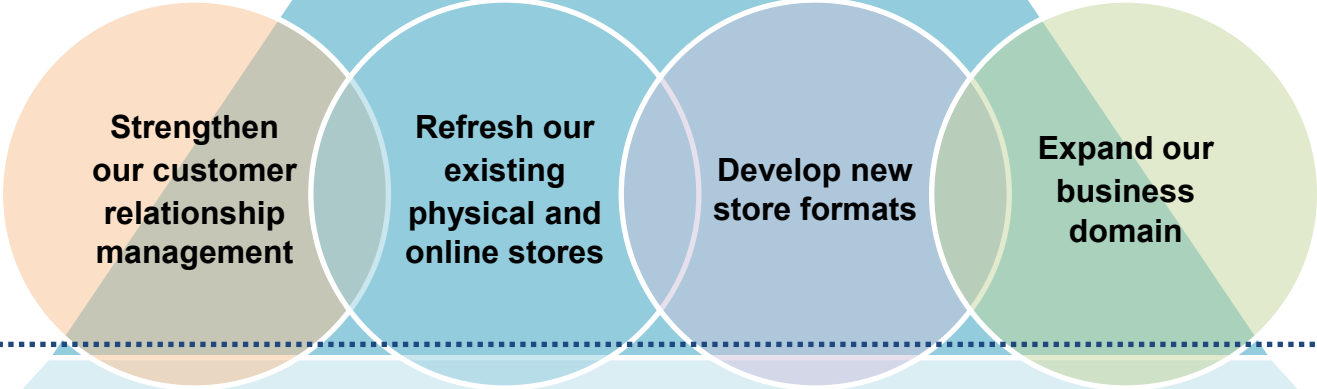 Strengthen
our customer
relationship
management
Refresh our
existing
physical and
online stores
Develop new
store formats
Expand our
business
domain